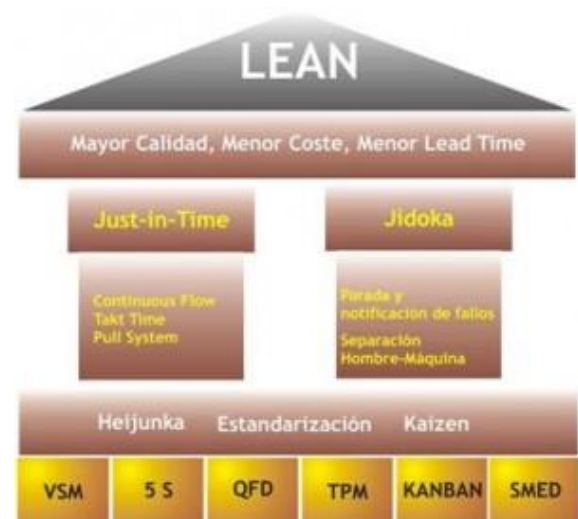 LEAN
Mayor Calidad, Menor Coste, Menor Lead Time
Just-in-Time
Continuous Flow
Takt Time
Pull System
Jidoka
Parada y
notificación de fallos
Separación
Hombre-Máquina
Heijunka Estandarización Kaizen
VSM 5 S QFD TPM KANBAN SMED